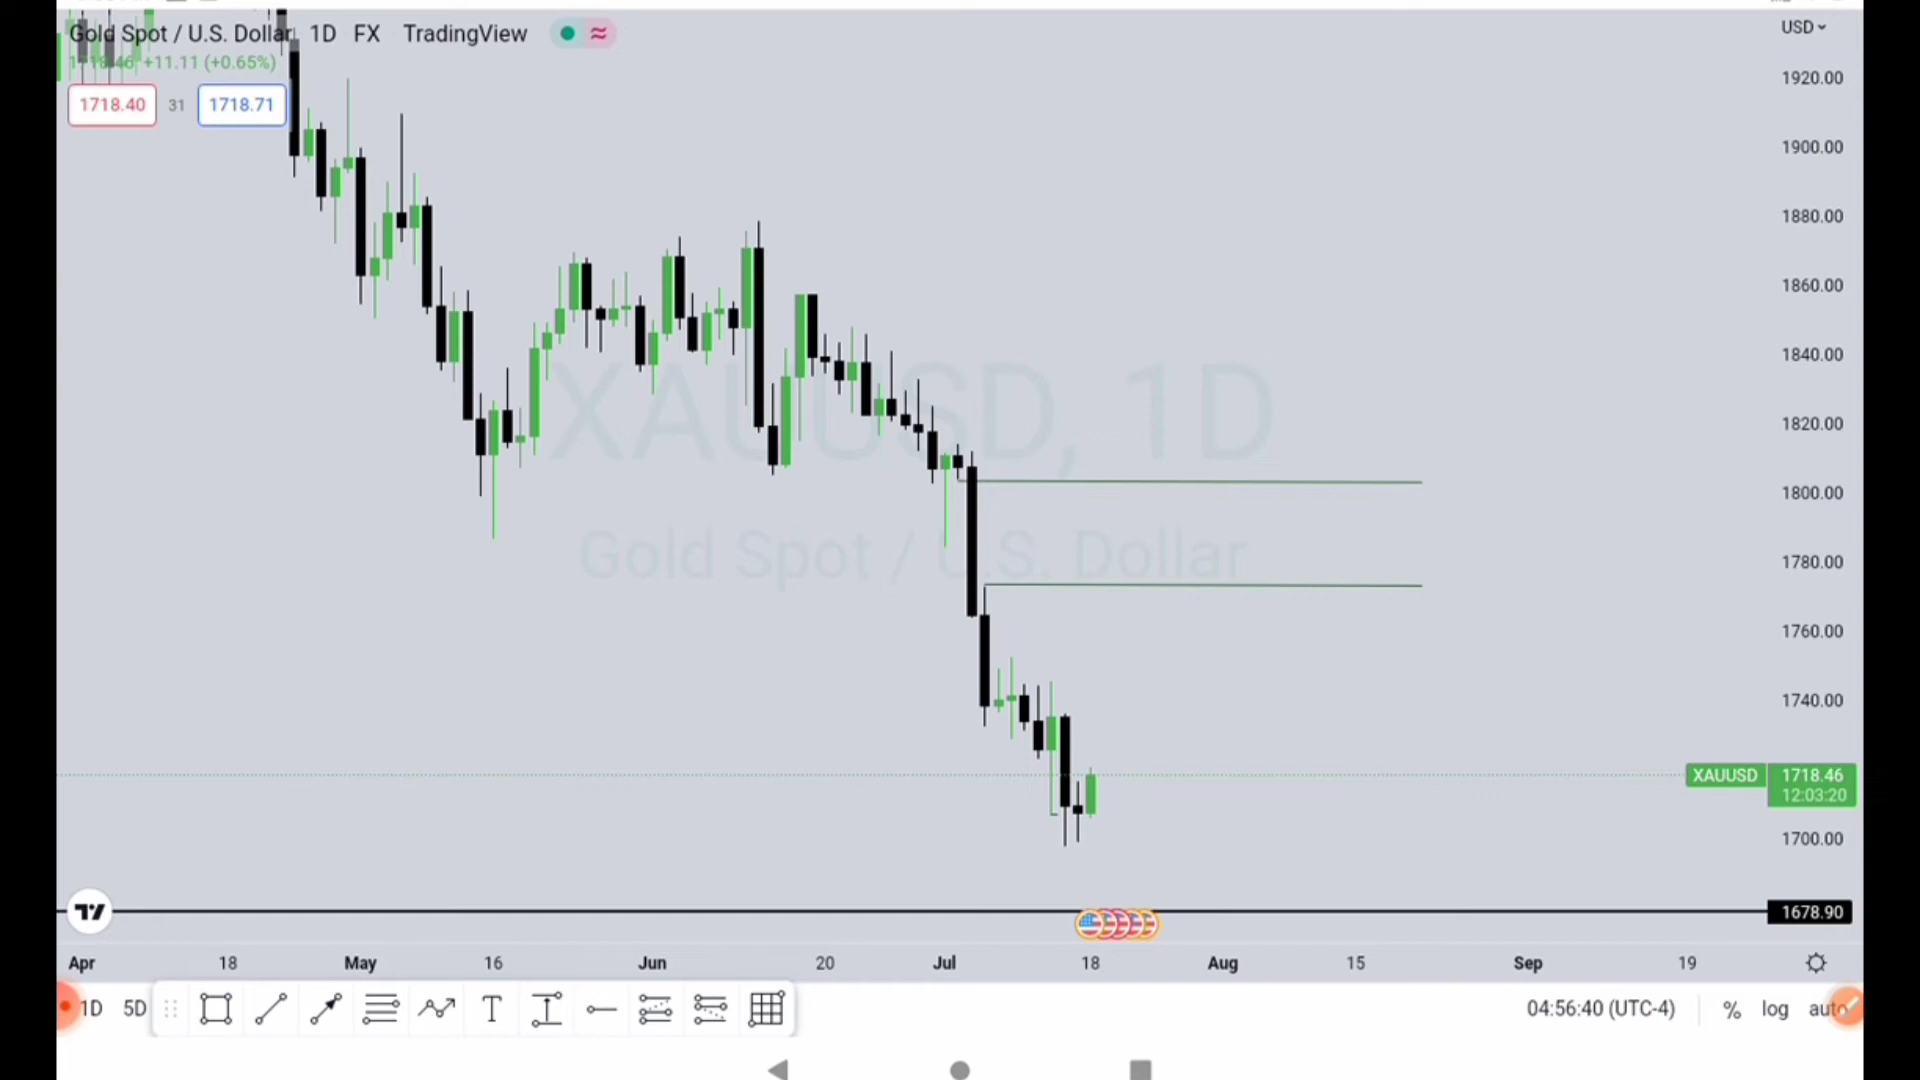 Gold Spot / U.S. Dollar 1D FX TradingView
USD
1718.46 +11.11 (+0.65%)
1718.40 31 1718.71
1920.00
1900.00
1880.00
1860.00
1840.00
1820.00
1800.00
1780.00
1760.00
1740.00
XAUUSD 1718.46
12:03:20
1700.00
1678.90
XAUUSD, 1D
Gold Spot / U.S. Dollar
Apr 18 May 16 Jun 20 Jul 18 Aug 15 Sep 19
1D 5D T 04:56:40 (UTC-4) % log auto